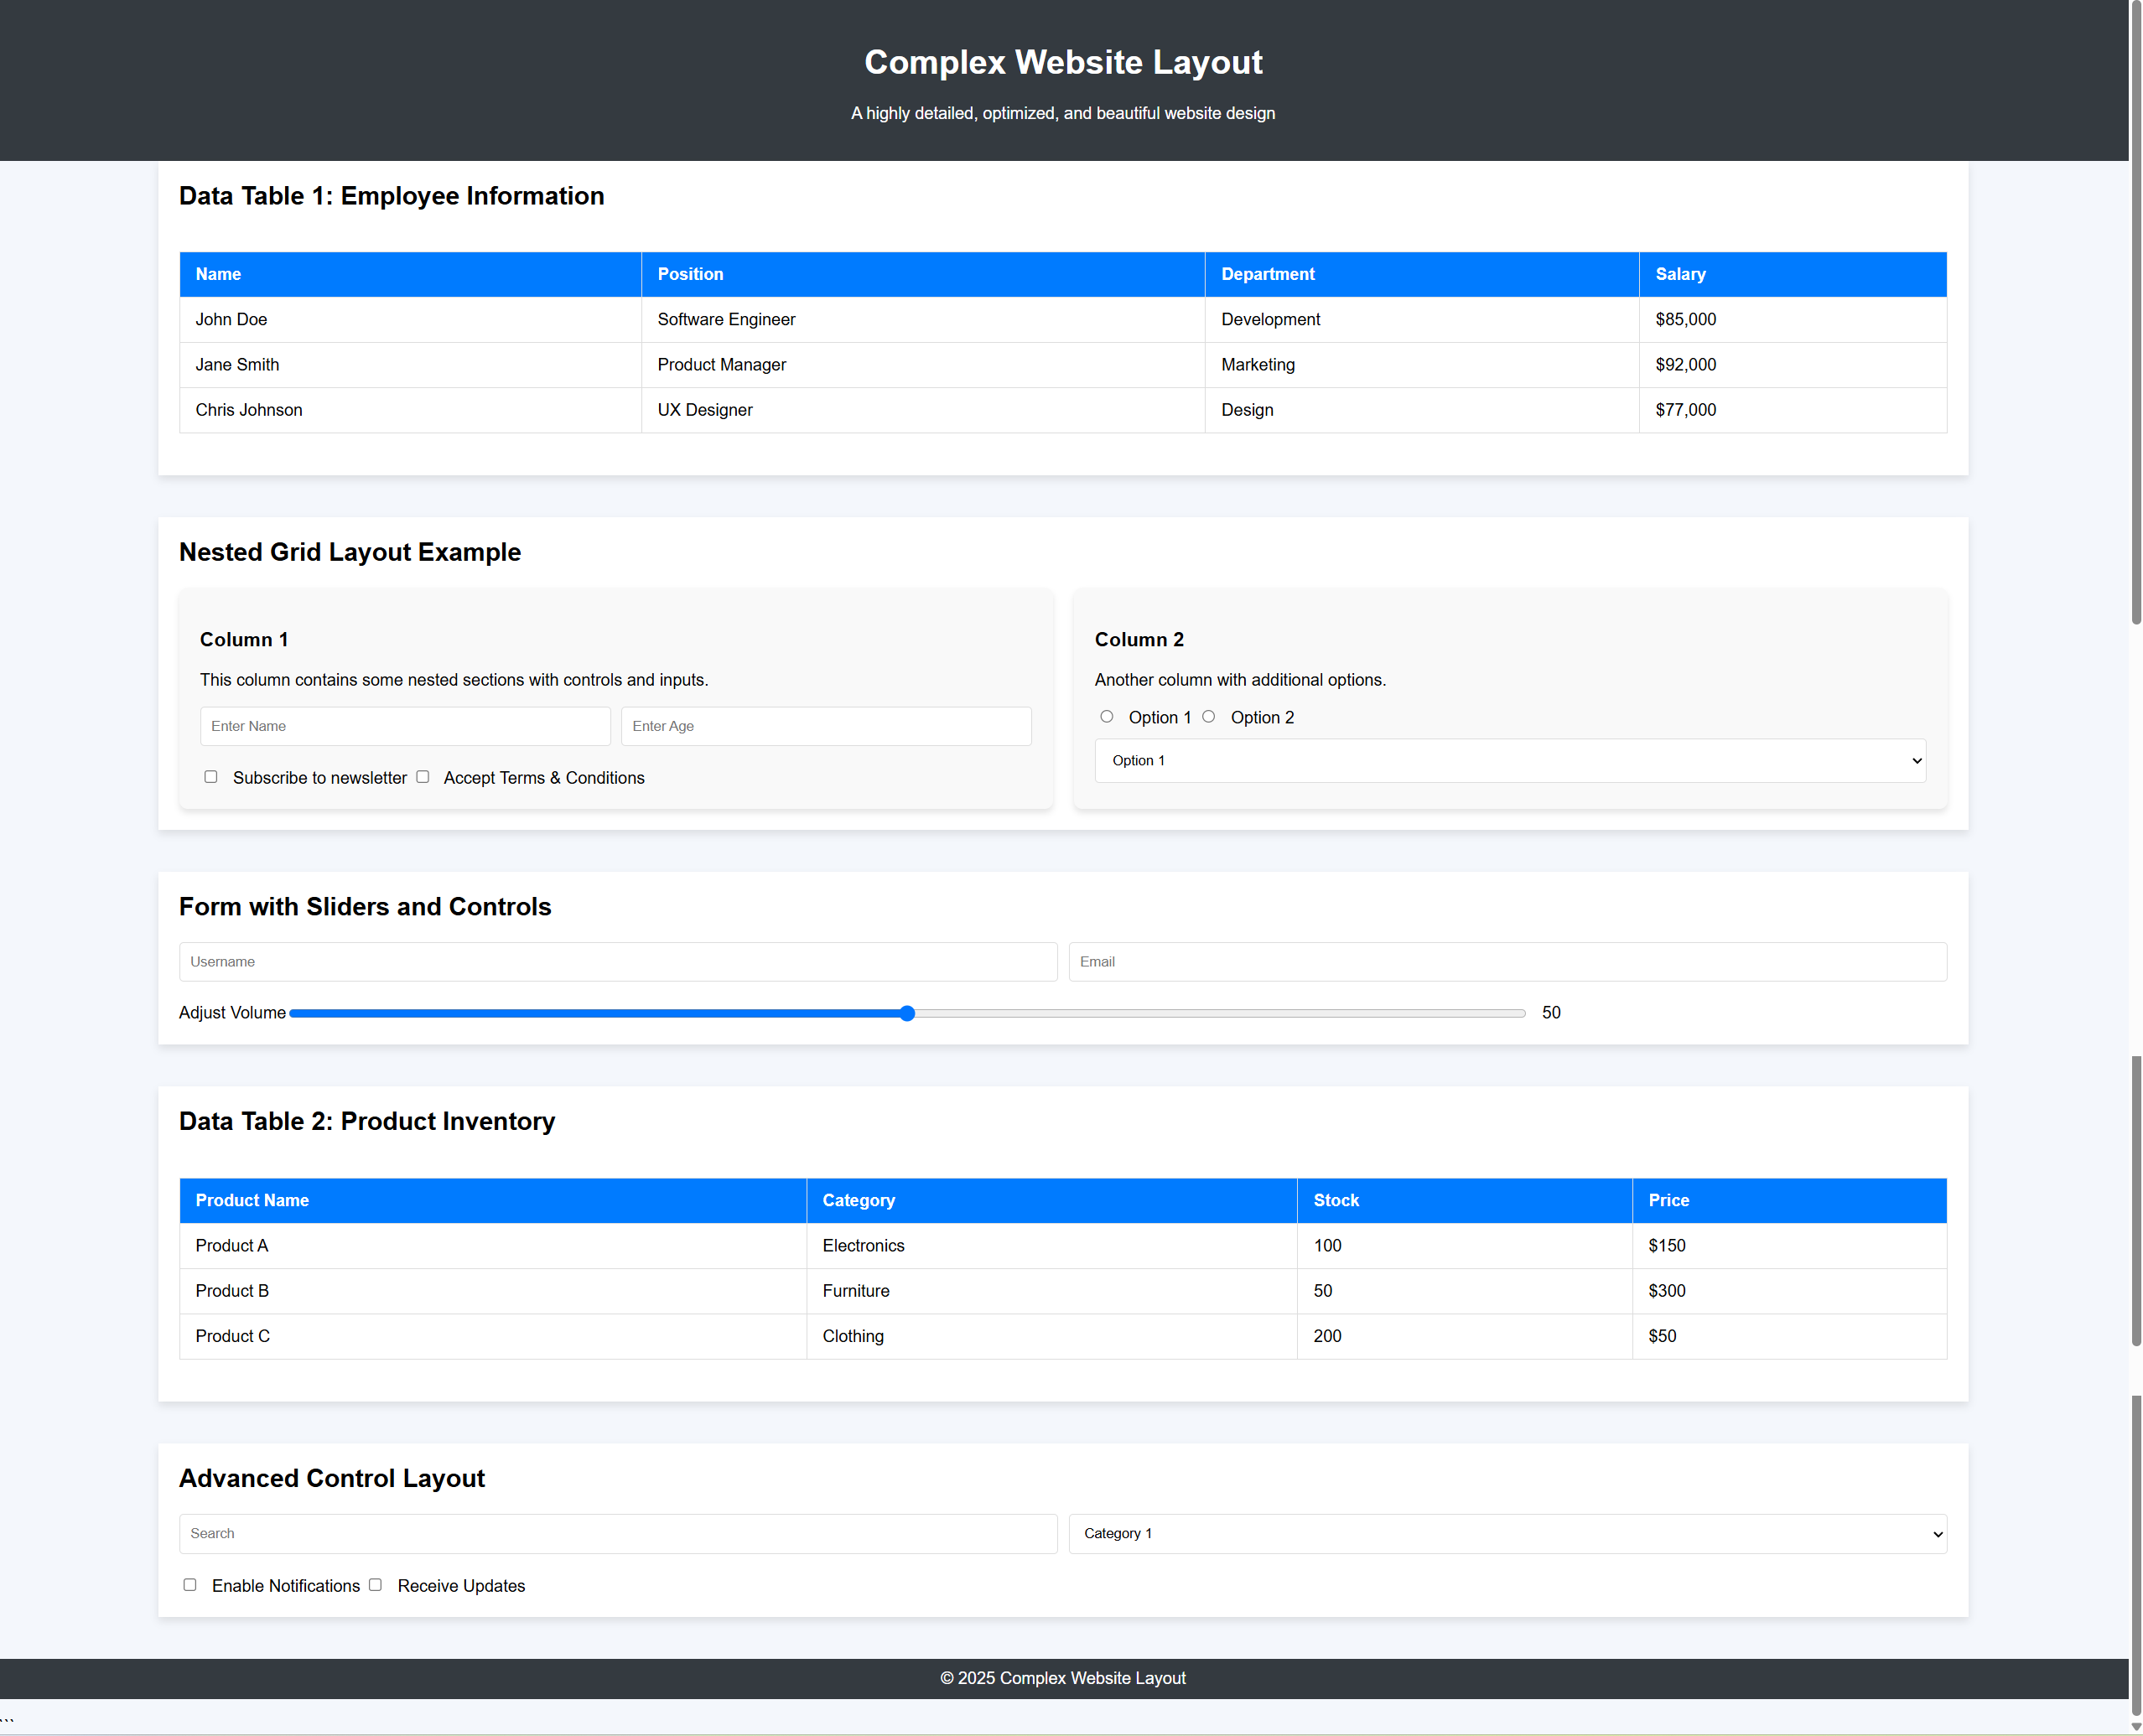 Complex Website Layout
A highly detailed, optimized, and beautiful website design
Data Table 1: Employee Information
Name Position Department Salary
John Doe Software Engineer Development $85,000
Jane Smith Product Manager Marketing $92,000
Chris Johnson UX Designer Design $77,000
Nested Grid Layout Example
Column 1
This column contains some nested sections with controls and inputs.
Enter Name Enter Age
Subscribe to newsletter Accept Terms & Conditions
Column 2
Another column with additional options.
Option 1 Option 2
Option 1
Form with Sliders and Controls
Username Email
Adjust Volume 50
Data Table 2: Product Inventory
Product Name Category Stock Price
Product A Electronics 100 $150
Product B Furniture 50 $300
Product C Clothing 200 $50
Advanced Control Layout
Search Category 1
Enable Notifications Receive Updates
© 2025 Complex Website Layout
```